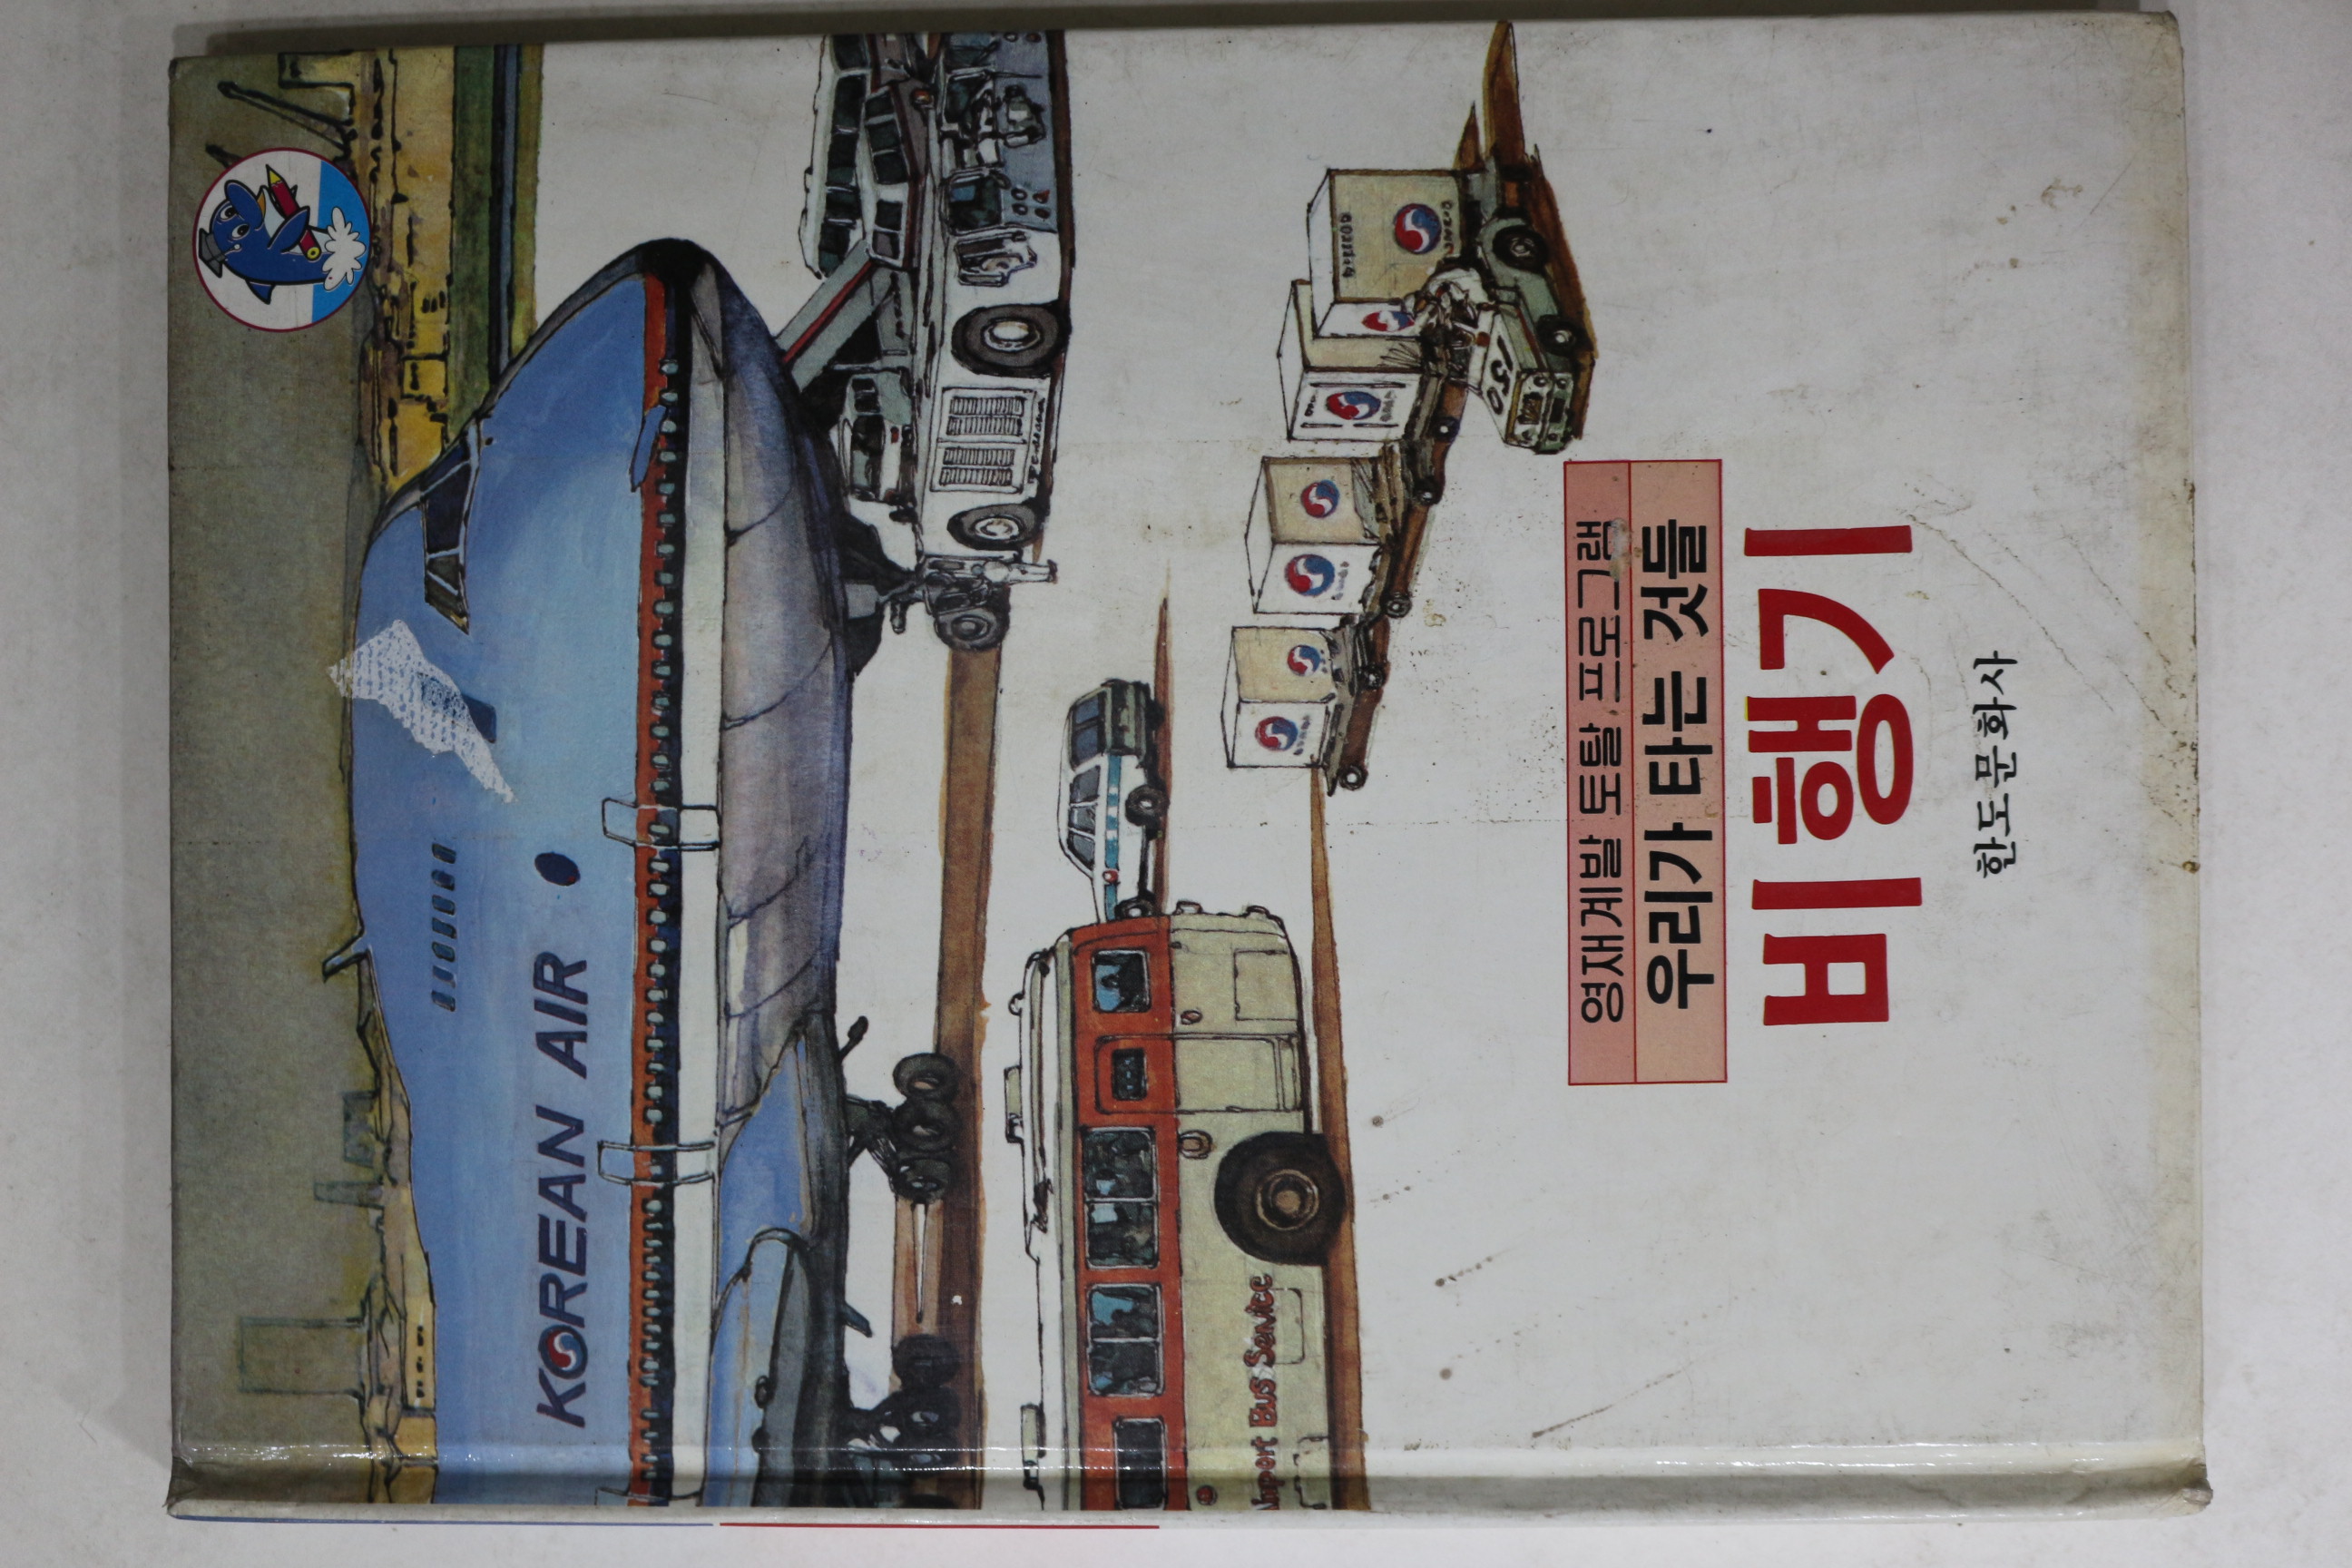 KOREAN AIR
150
Airport Bus Service
영재계발 토탈 프로그램
우리가 타는 것들
비행기
한도문화사